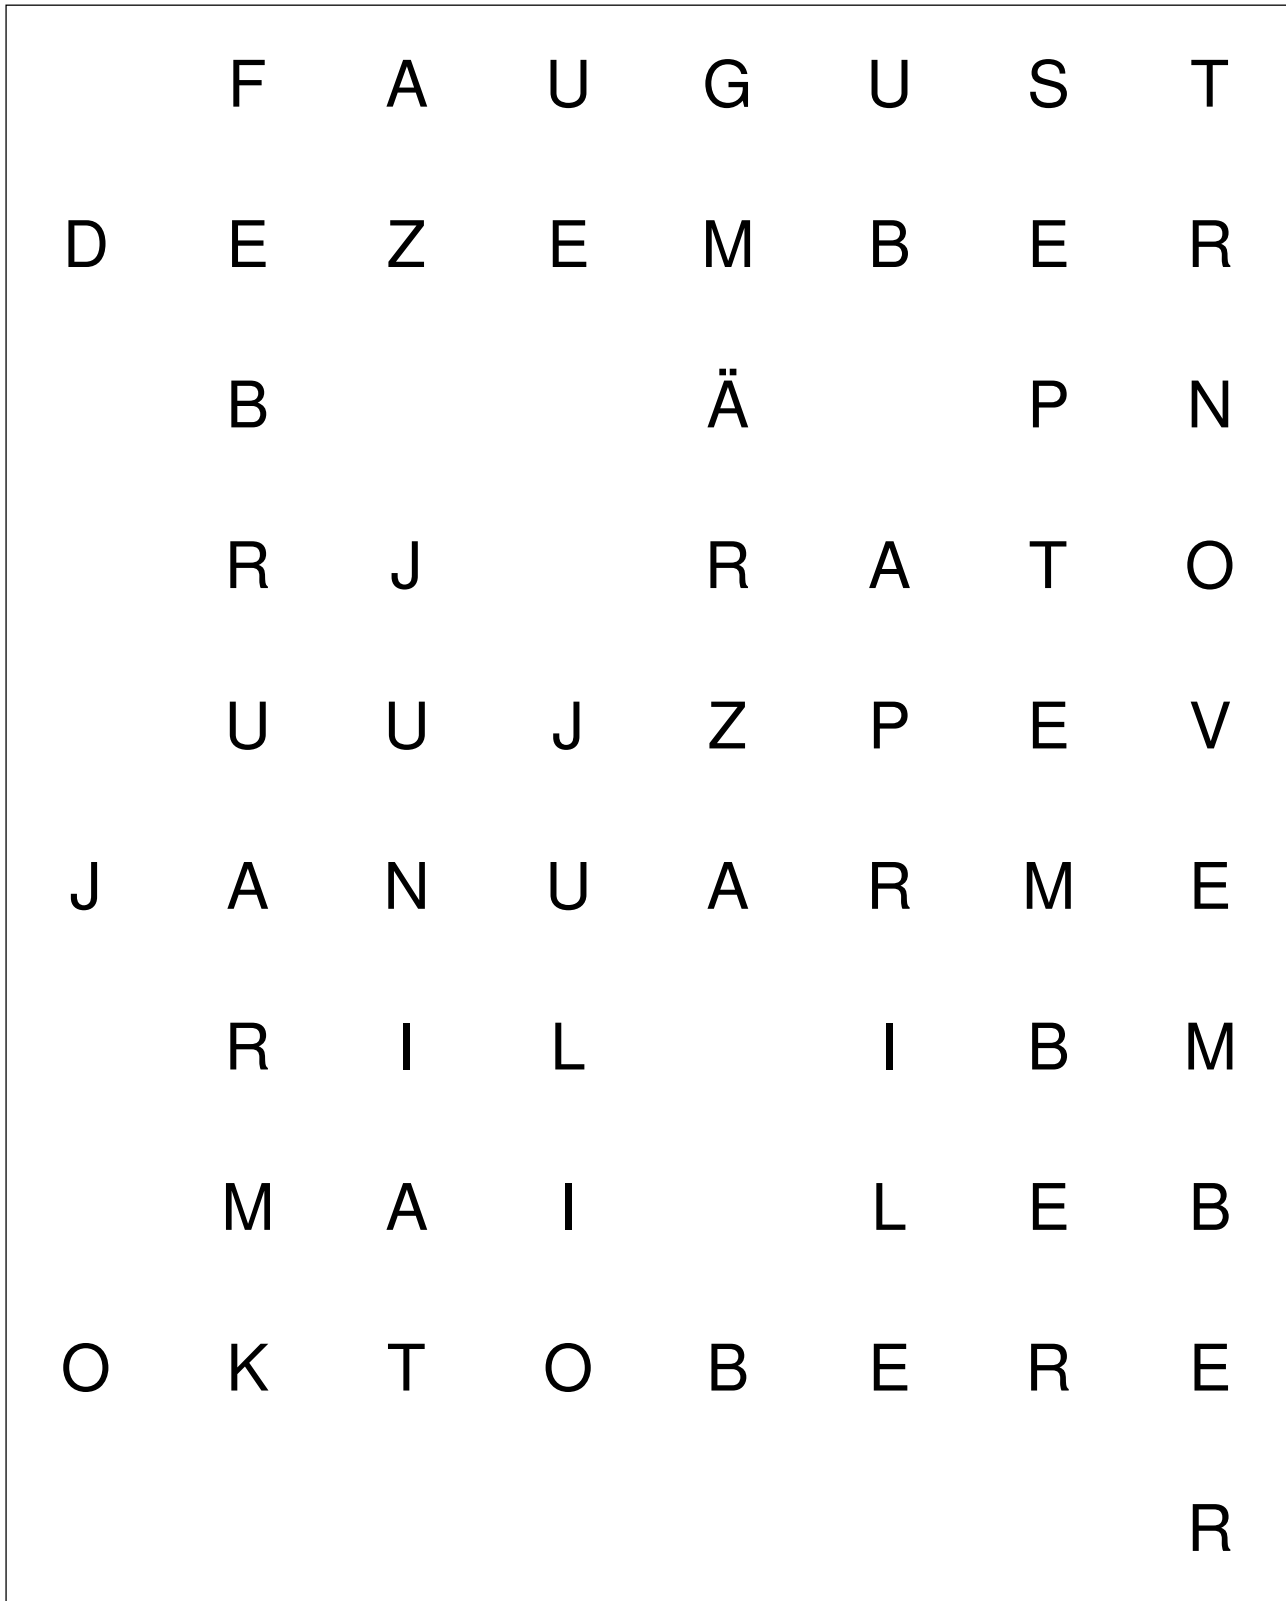 F A U G U S T
D E Z E M B E R
B Ä P N
R J R A T O
U U J Z P E V
J A N U A R M E
R I L I B M
M A I L E B
O K T O B E R E
R